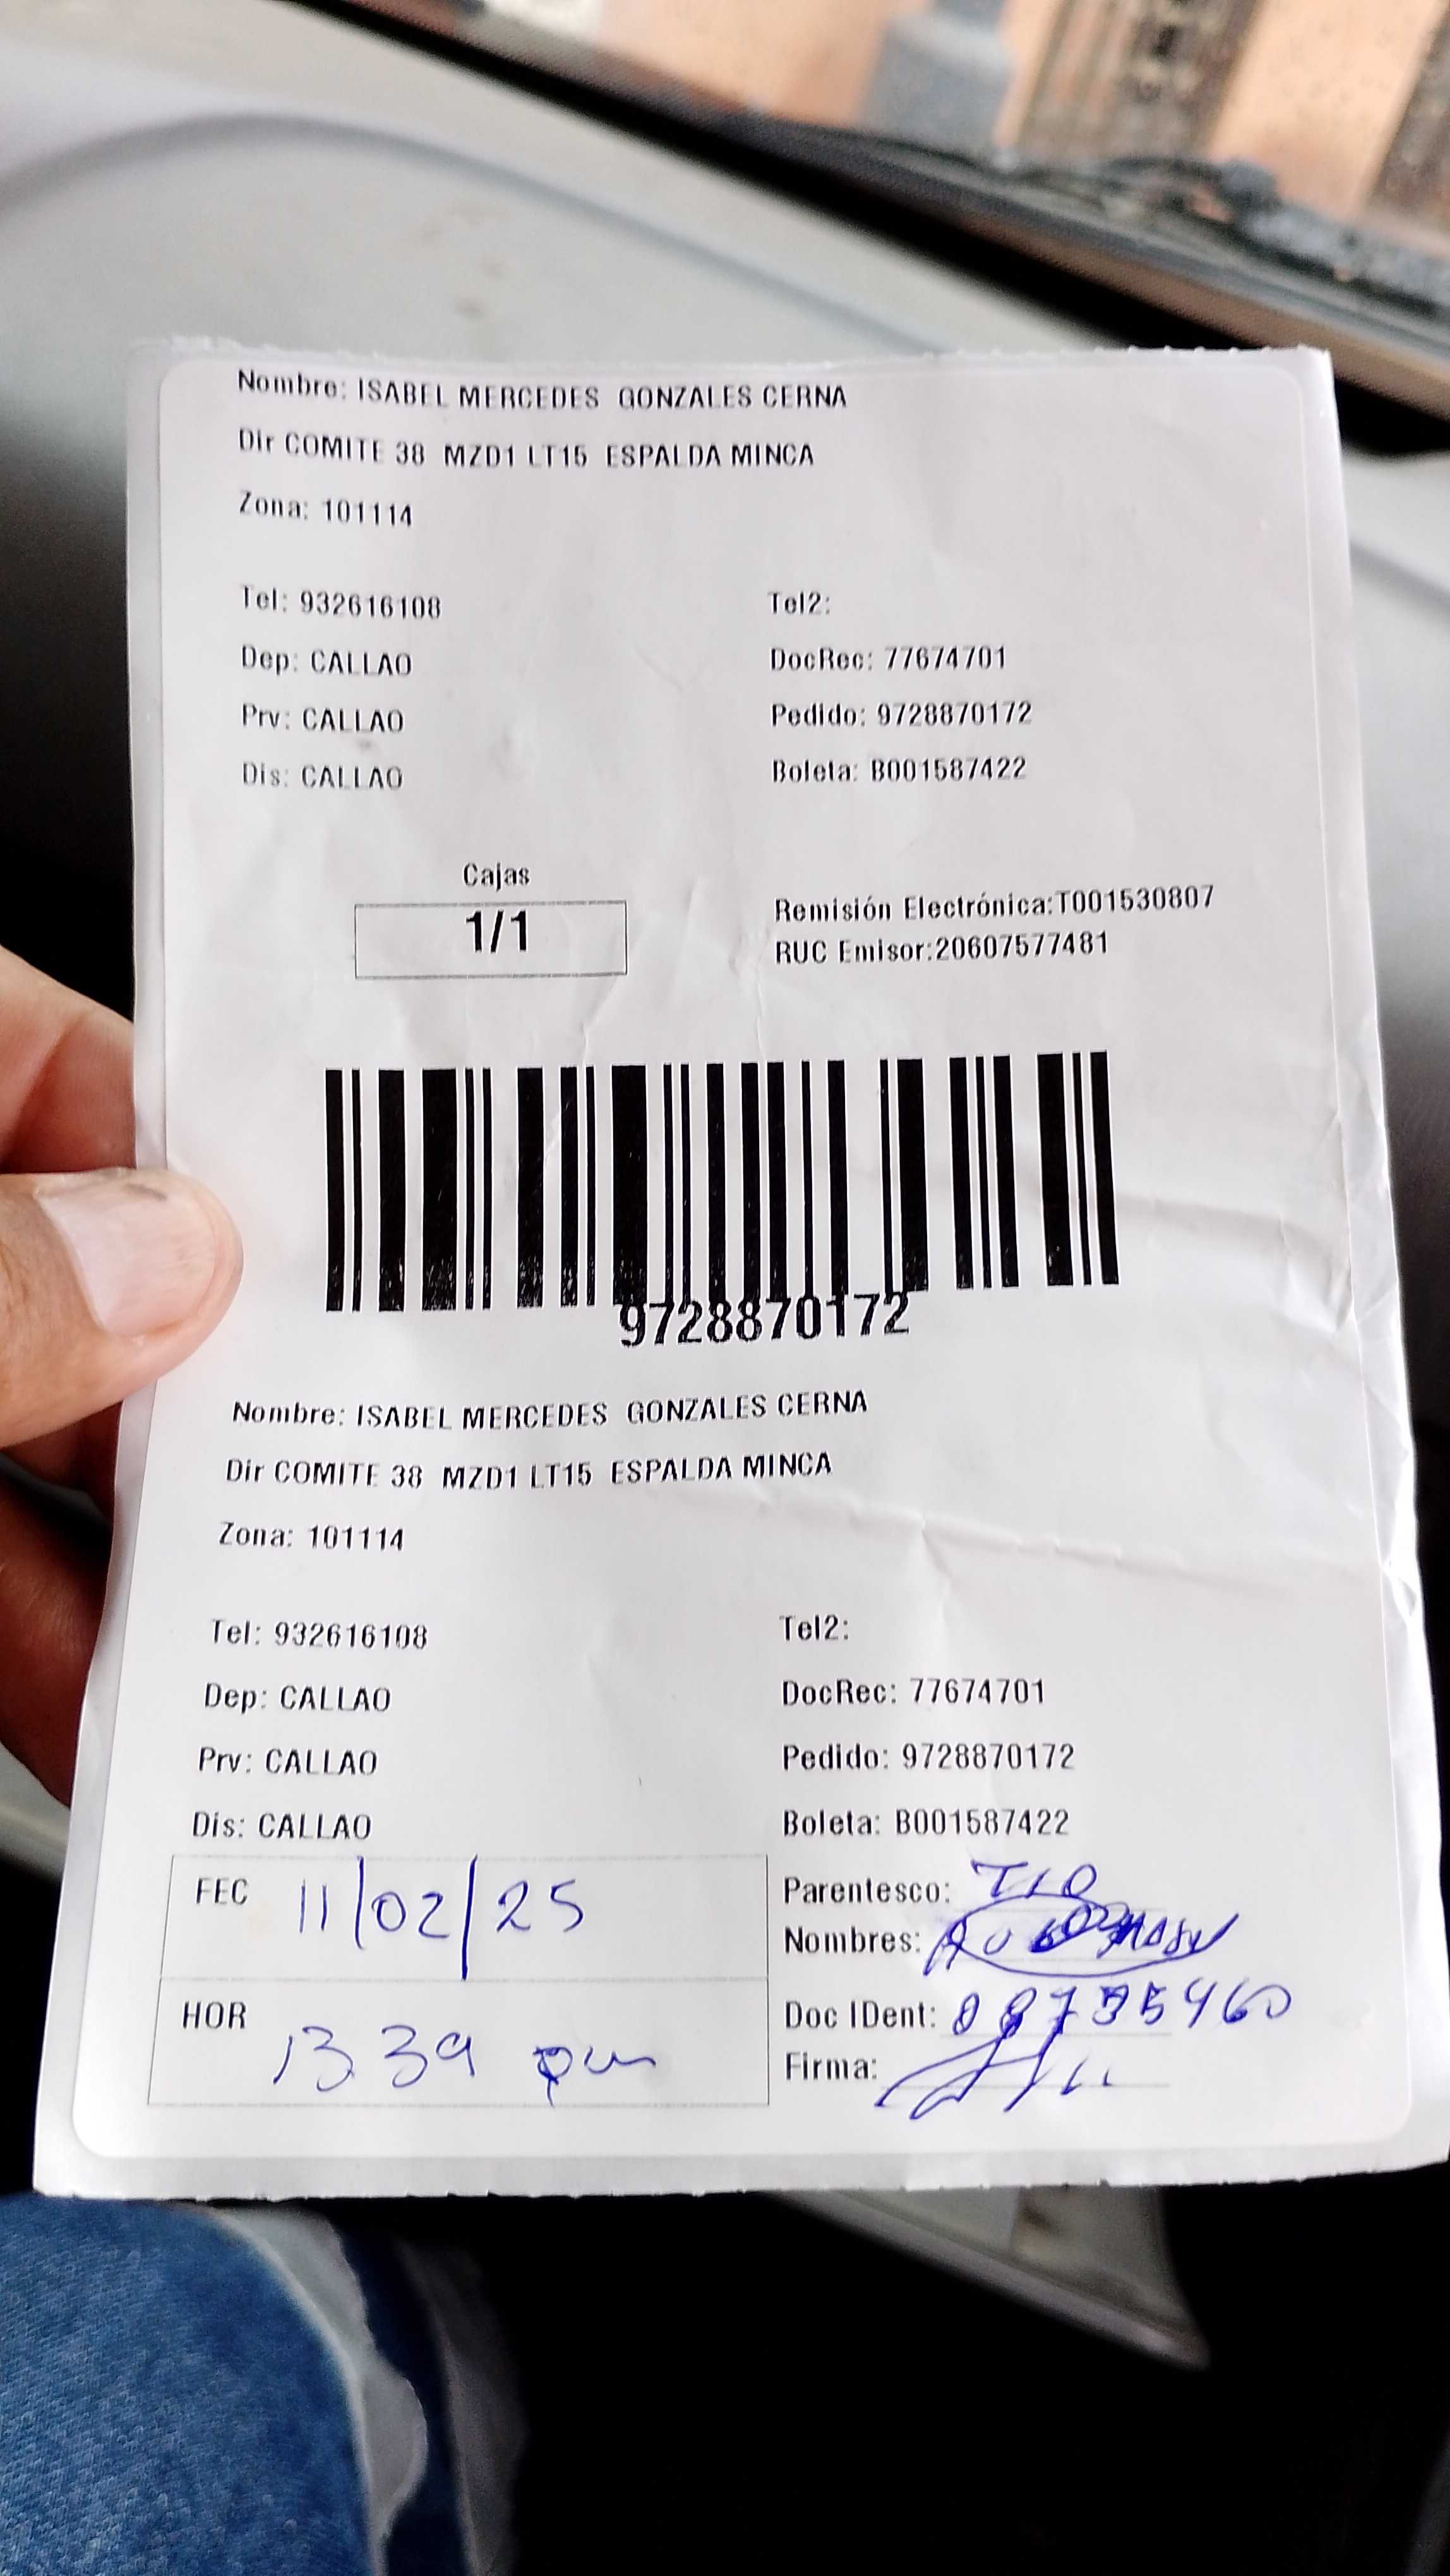 Nombre: ISABEL MERCEDES GONZALES CERNA
Dir COMITE 38 MZD1 LT15 ESPALDA MINCA
Zona: 101114
Tel: 932616108 Tel2:
Dep: CALLAO DocRec: 77674701
Prv: CALLAO Pedido: 9728870172
Dis: CALLAO Boleta: B001587422
Cajas
1/1
Remisión Electrónica:T001530807
RUC Emisor:20607577481
9728870172
Nombre: ISABEL MERCEDES GONZALES CERNA
Dir COMITE 38 MZD1 LT15 ESPALDA MINCA
Zona: 101114
Tel: 932616108 Tel2:
Dep: CALLAO DocRec: 77674701
Prv: CALLAO Pedido: 9728870172
Dis: CALLAO Boleta: B001587422
FEC 11/02/25
Parentesco: TIO
Nombres:
HOR 13 39 pm
Doc IDent:
Firma: